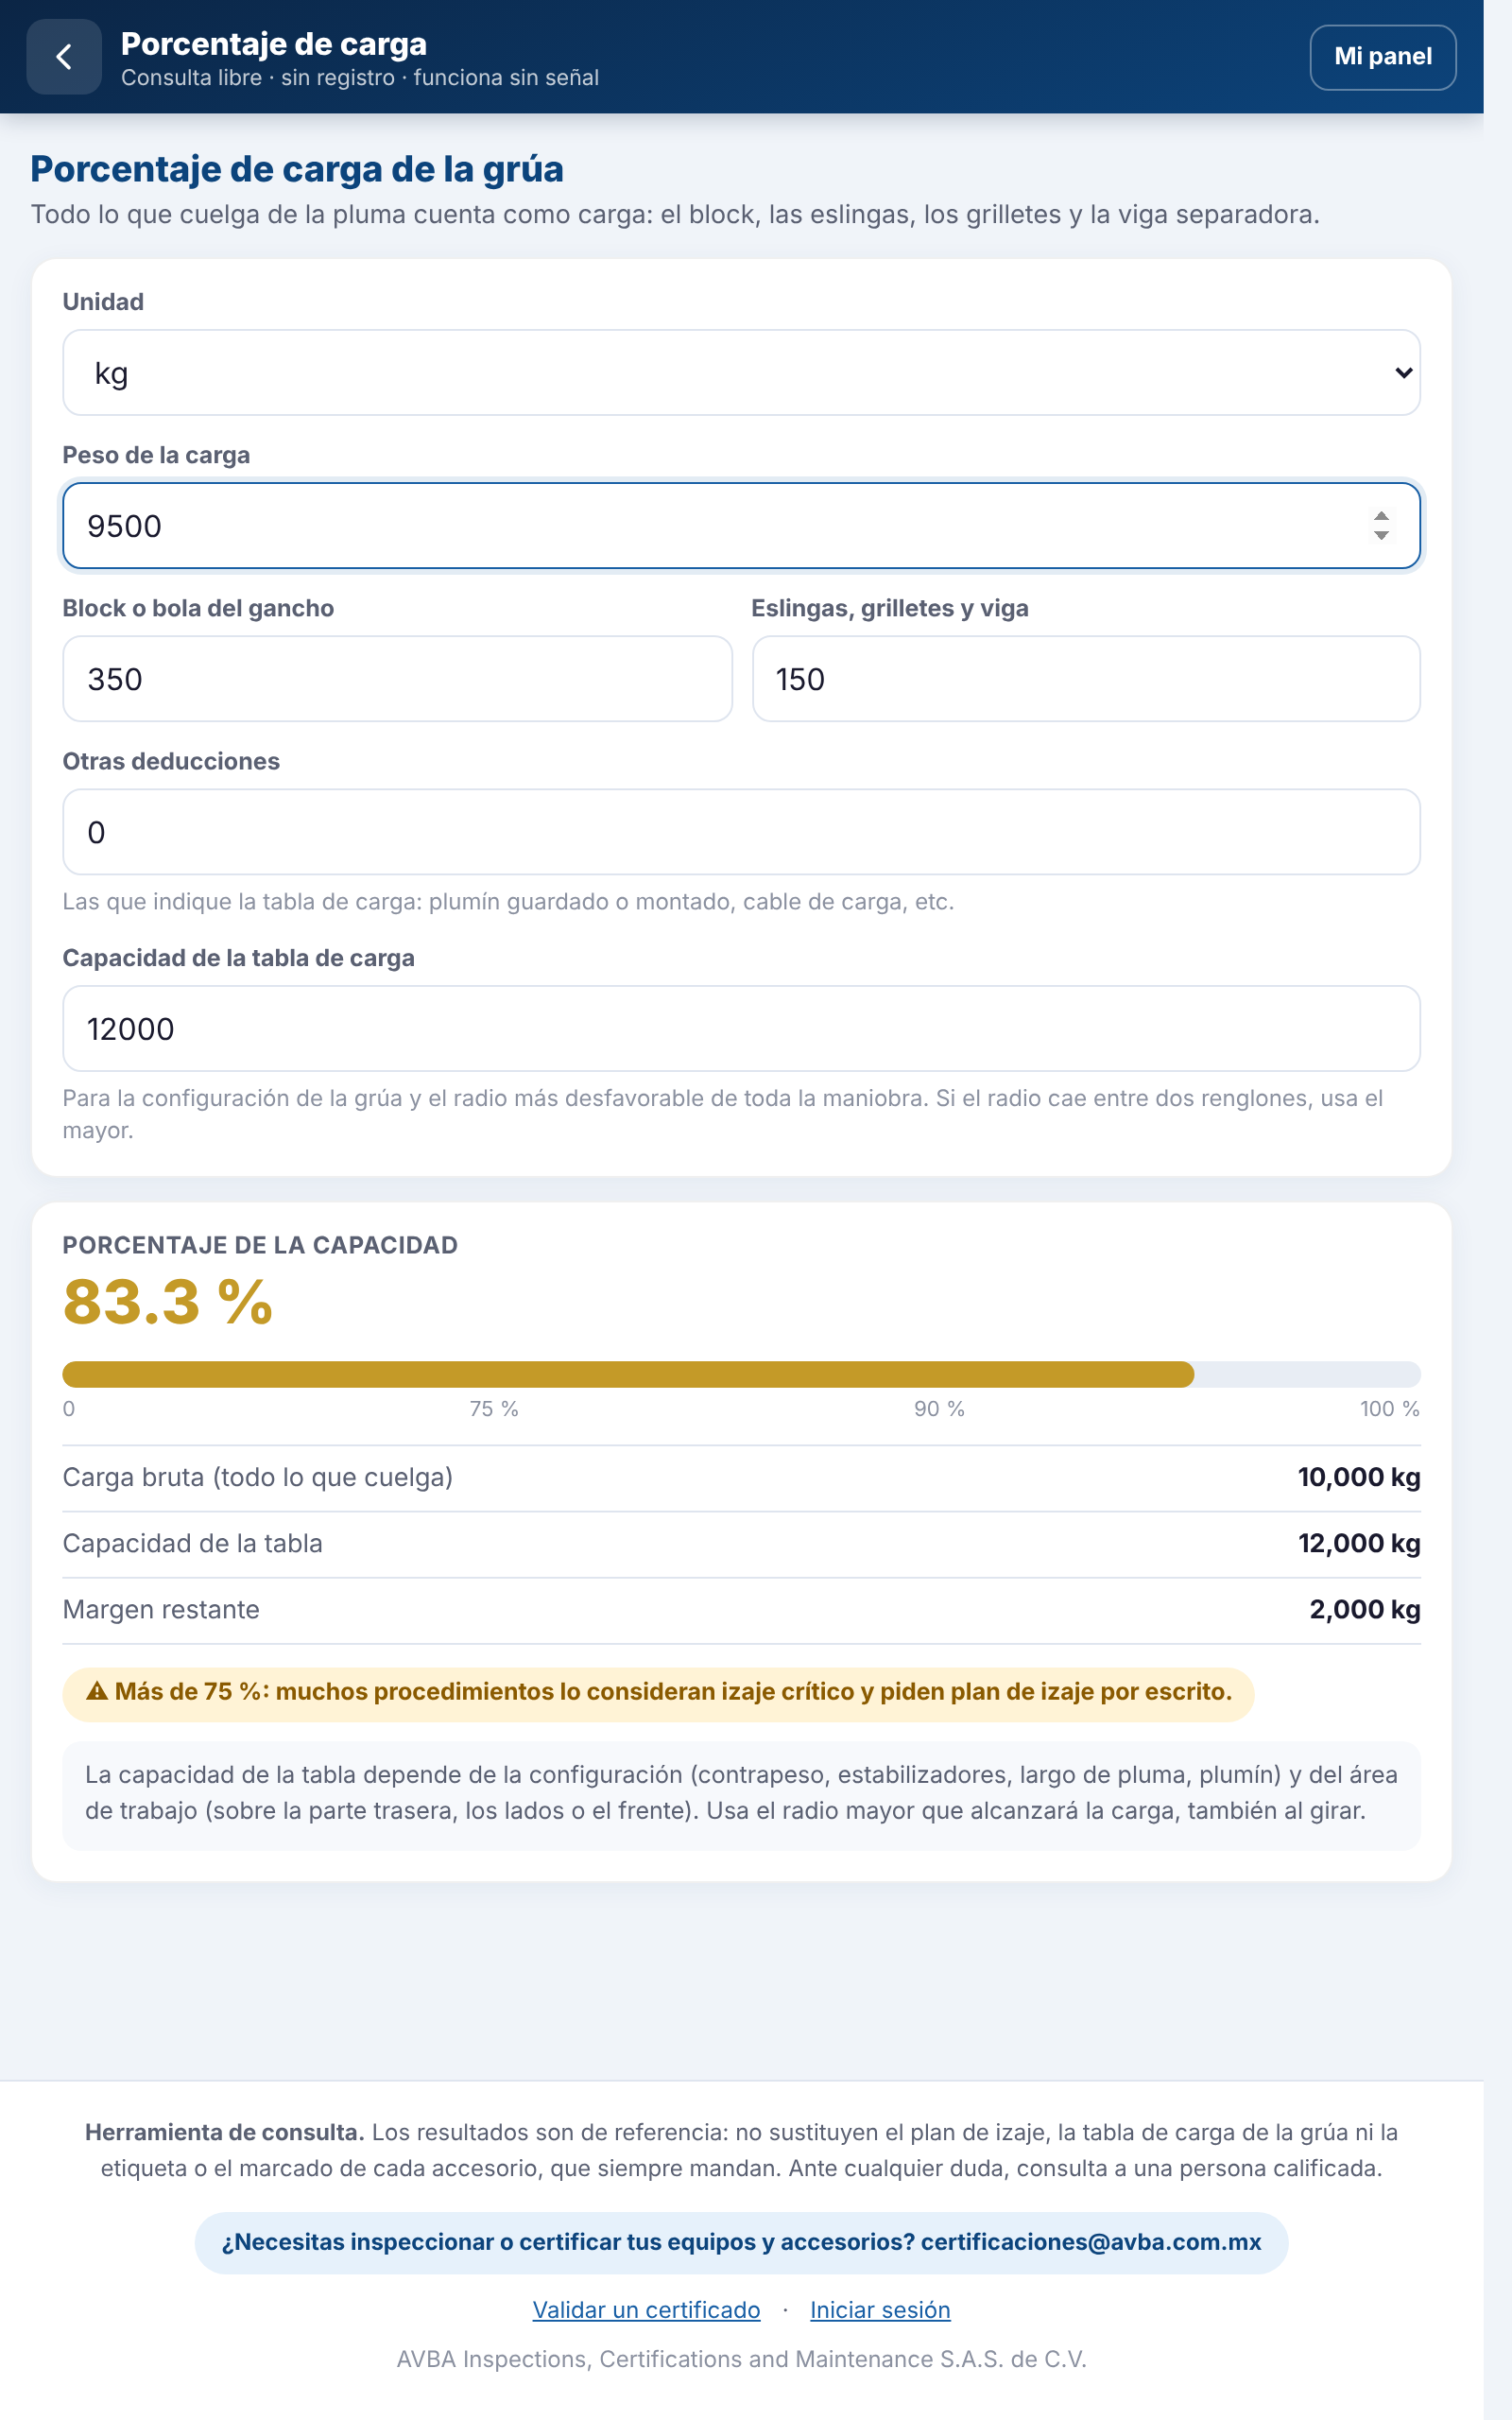 Porcentaje de carga
Consulta libre · sin registro · funciona sin señal
Mi panel
Porcentaje de carga de la grúa
Todo lo que cuelga de la pluma cuenta como carga: el block, las eslingas, los grilletes y la viga separadora.
Unidad
kg
Peso de la carga
9500
Block o bola del gancho
350
Eslingas, grilletes y viga
150
Otras deducciones
0
Las que indique la tabla de carga: plumín guardado o montado, cable de carga, etc.
Capacidad de la tabla de carga
12000
Para la configuración de la grúa y el radio más desfavorable de toda la maniobra. Si el radio cae entre dos renglones, usa el
mayor.
PORCENTAJE DE LA CAPACIDAD
83.3 %
0 75 % 90 % 100 %
Carga bruta (todo lo que cuelga) 10,000 kg
Capacidad de la tabla 12,000 kg
Margen restante 2,000 kg
⚠ Más de 75 %: muchos procedimientos lo consideran izaje crítico y piden plan de izaje por escrito.
La capacidad de la tabla depende de la configuración (contrapeso, estabilizadores, largo de pluma, plumín) y del área
de trabajo (sobre la parte trasera, los lados o el frente). Usa el radio mayor que alcanzará la carga, también al girar.
Herramienta de consulta. Los resultados son de referencia: no sustituyen el plan de izaje, la tabla de carga de la grúa ni la
etiqueta o el marcado de cada accesorio, que siempre mandan. Ante cualquier duda, consulta a una persona calificada.
¿Necesitas inspeccionar o certificar tus equipos y accesorios? certificaciones@avba.com.mx
Validar un certificado · Iniciar sesión
AVBA Inspections, Certifications and Maintenance S.A.S. de C.V.